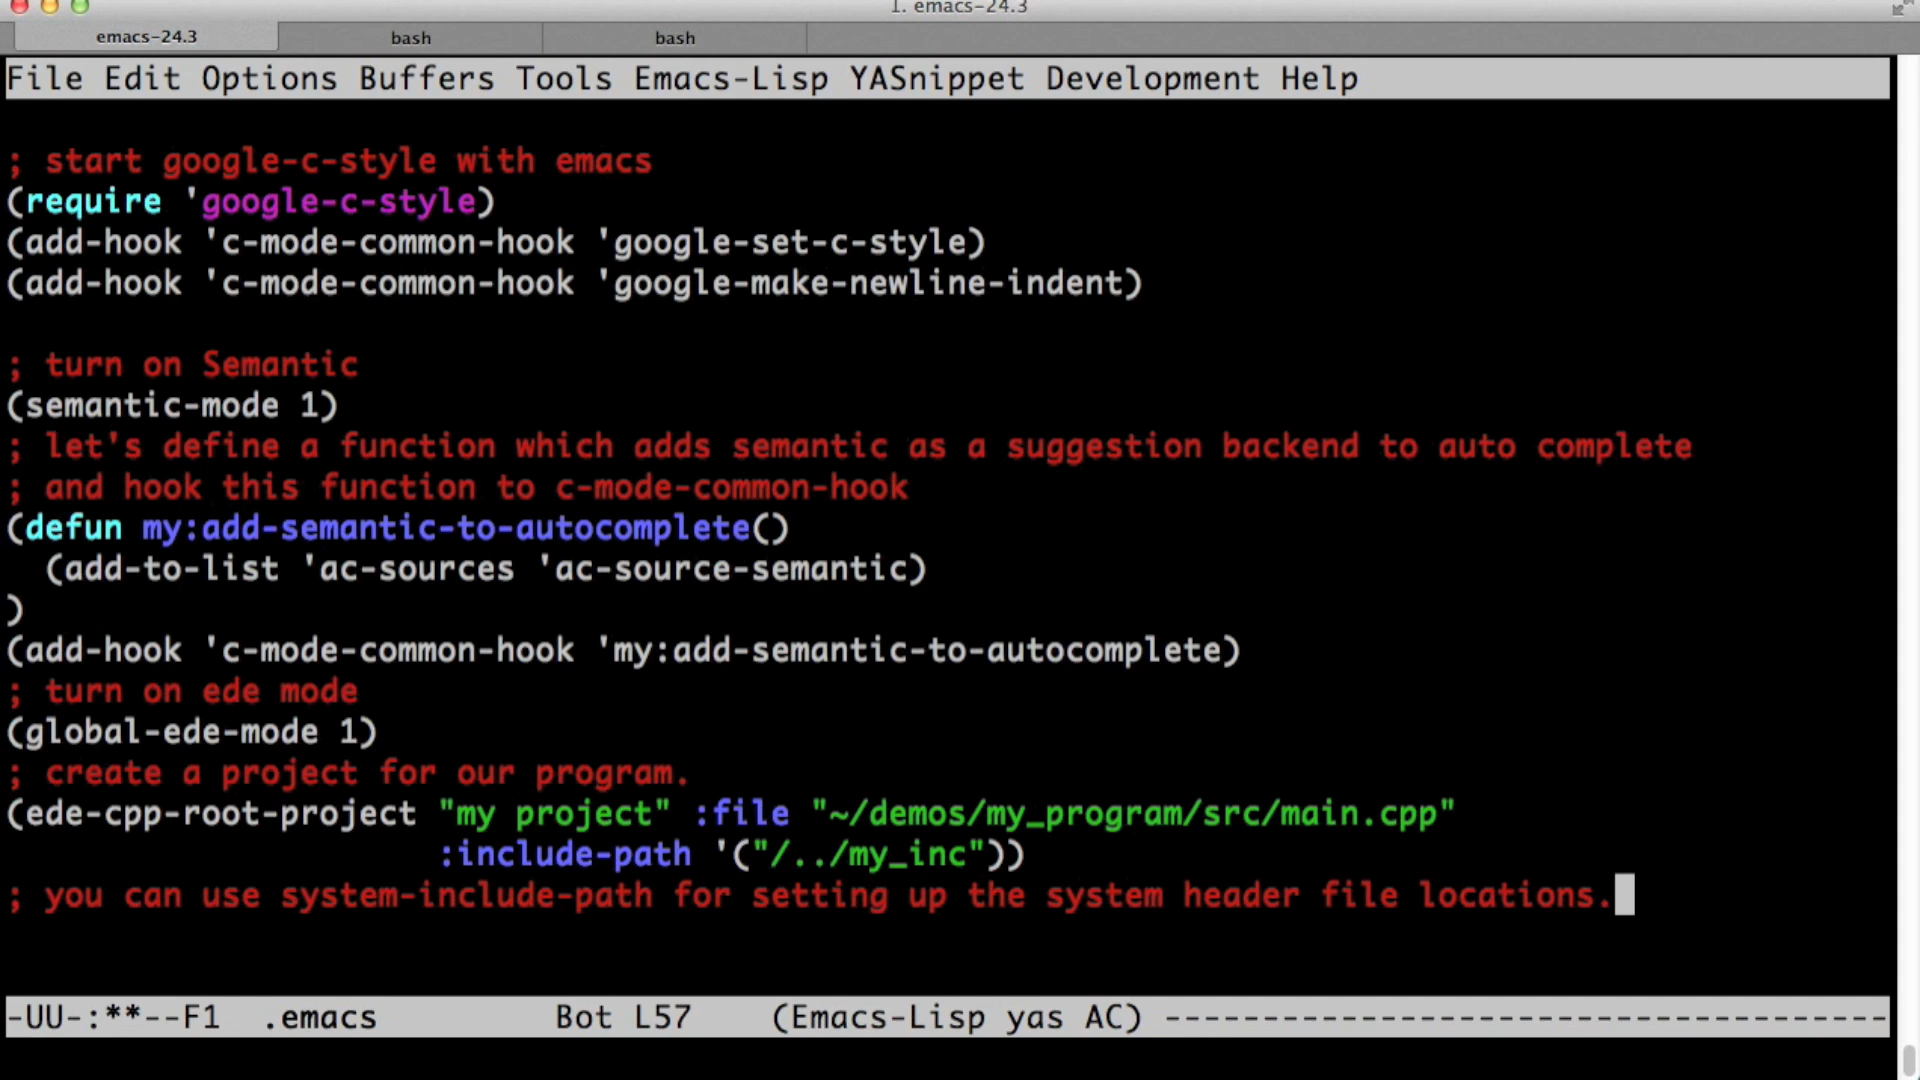 1. emacs-24.3
emacs-24.3 bash bash
File Edit Options Buffers Tools Emacs-Lisp YASnippet Development Help
; start google-c-style with emacs
(require 'google-c-style)
(add-hook 'c-mode-common-hook 'google-set-c-style)
(add-hook 'c-mode-common-hook 'google-make-newline-indent)
; turn on Semantic
(semantic-mode 1)
; let's define a function which adds semantic as a suggestion backend to auto complete
; and hook this function to c-mode-common-hook
(defun my:add-semantic-to-autocomplete()
  (add-to-list 'ac-sources 'ac-source-semantic)
)
(add-hook 'c-mode-common-hook 'my:add-semantic-to-autocomplete)
; turn on ede mode
(global-ede-mode 1)
; create a project for our program.
(ede-cpp-root-project "my project" :file "~/demos/my_program/src/main.cpp"
                      :include-path '("/../my_inc"))
; you can use system-include-path for setting up the system header file locations.
-UU-:**--F1  .emacs         Bot L57    (Emacs-Lisp yas AC) -------------------------------------